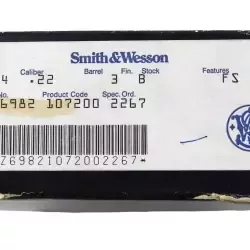 Smith&Wesson
Caliber Barrel Fin. Stock Features
4 .22 3 B FS
No. Product Code Spec. Ord.
6982 107200 2267
Z69821072002267*